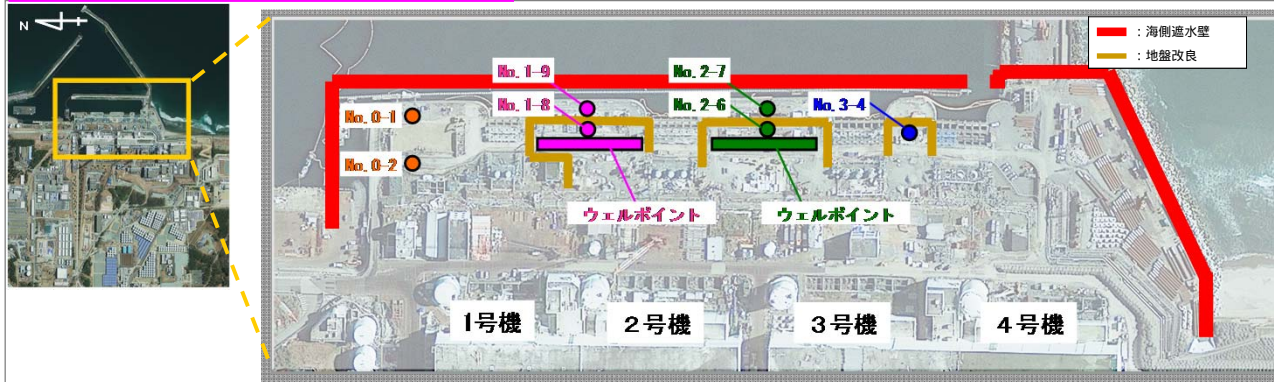 N
：海側遮水壁
：地盤改良
No. 1-9
No. 2-7
No. 0-1
No. 1-8
No. 2-6
No. 3-4
No. 0-2
ウェルポイント
ウェルポイント
1号機
2号機
3号機
4号機